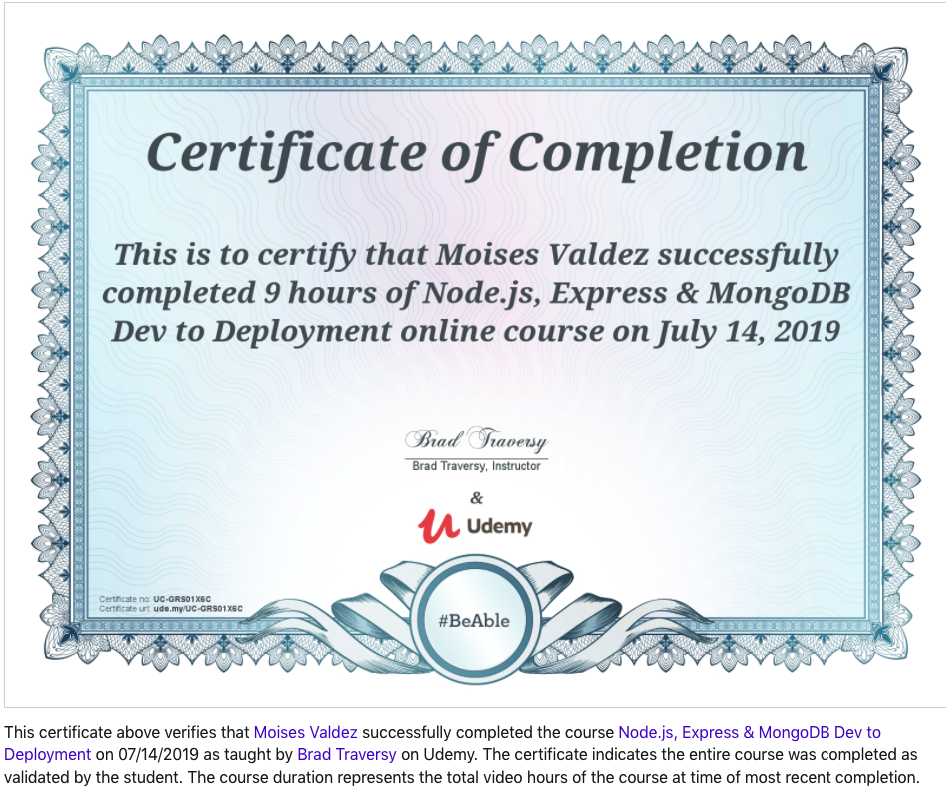 Certificate of Completion
This is to certify that Moises Valdez successfully
completed 9 hours of Node.js, Express & MongoDB
Dev to Deployment online course on July 14, 2019
Brad Traversy
Brad Traversy, Instructor
&
Udemy
#BeAble
Certificate no: UC-GRS01X6C
Certificate url: ude.my/UC-GRS01X6C
This certificate above verifies that Moises Valdez successfully completed the course Node.js, Express & MongoDB Dev to
Deployment on 07/14/2019 as taught by Brad Traversy on Udemy. The certificate indicates the entire course was completed as
validated by the student. The course duration represents the total video hours of the course at time of most recent completion.